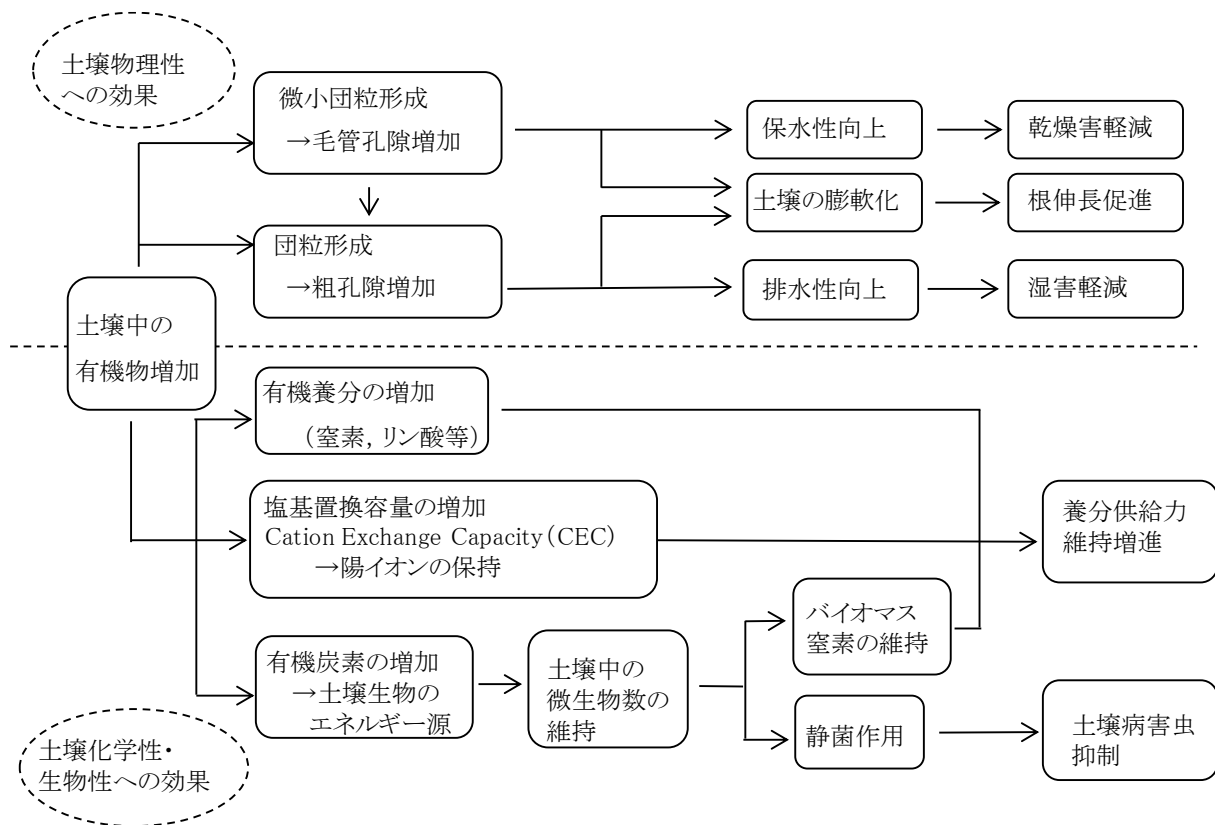 土壌物理性
への効果
微小団粒形成
→毛管孔隙増加
保水性向上
乾燥害軽減
土壌の膨軟化
根伸長促進
団粒形成
→粗孔隙増加
排水性向上
湿害軽減
土壌中の
有機物増加
有機養分の増加
(窒素, リン酸等)
塩基置換容量の増加
Cation Exchange Capacity(CEC)
→陽イオンの保持
養分供給力
維持増進
バイオマス
窒素の維持
有機炭素の増加
→土壌生物の
エネルギー源
土壌中の
微生物数の
維持
静菌作用
土壌病害虫
抑制
土壌化学性・
生物性への効果